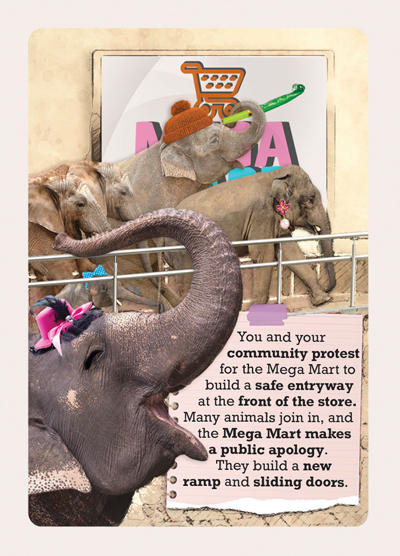 MEGA
You and your
community protest
for the Mega Mart to
build a safe entryway
at the front of the store.
Many animals join in, and
the Mega Mart makes
a public apology.
They build a new
ramp and sliding doors.